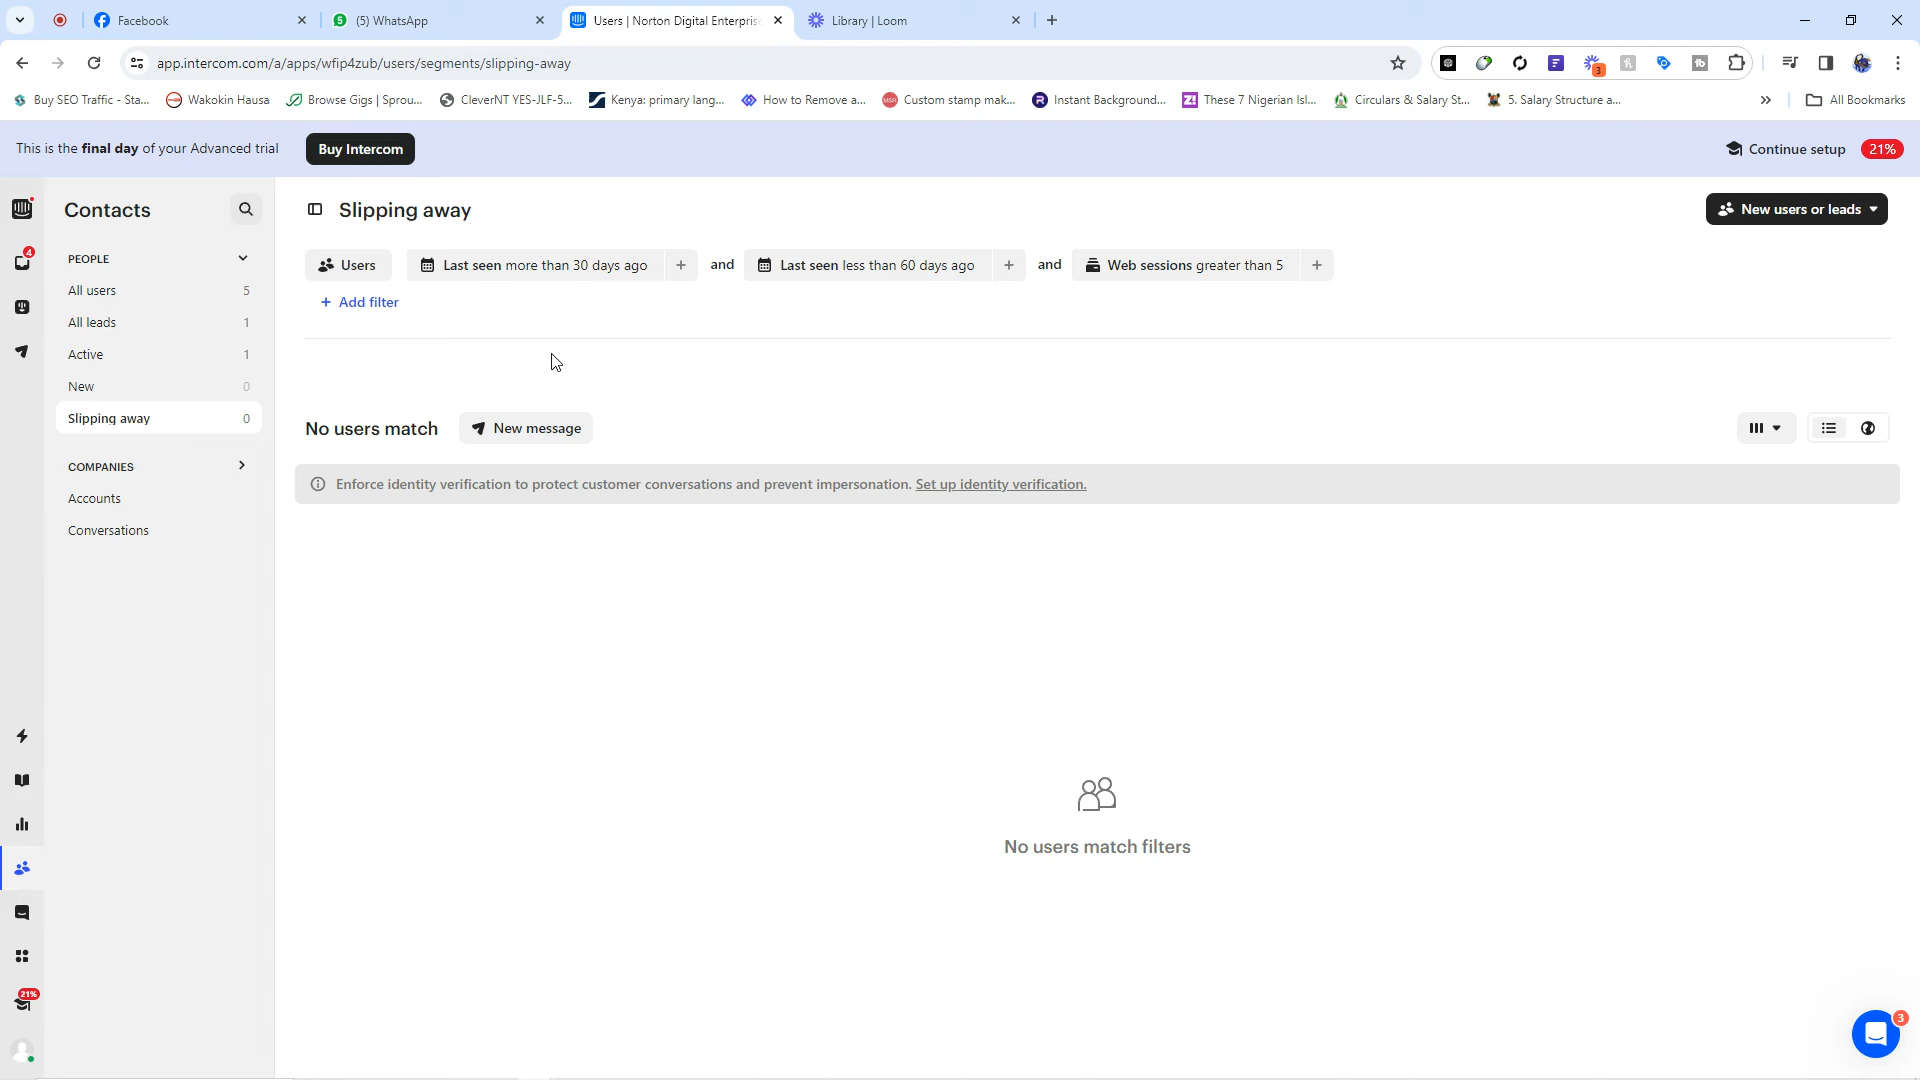 Facebook
5
(5) WhatsApp
Users | Norton Digital Enterprise
Library | Loom
app.intercom.com/a/apps/wfip4zub/users/segments/slipping-away
3
Buy SEO Traffic - Sta...
Wakokin Hausa
Browse Gigs | Sprou...
CleverNT YES-JLF-5...
Kenya: primary lang...
How to Remove a...
Custom stamp mak...
Instant Background...
These 7 Nigerian Isl...
Circulars & Salary St...
5. Salary Structure a...
All Bookmarks
This is the final day of your Advanced trial
Buy Intercom
Continue setup
21%
Contacts
Slipping away
New users or leads
4
PEOPLE
Users
Last seen more than 30 days ago
and
Last seen less than 60 days ago
and
Web sessions greater than 5
All users 5
Add filter
All leads 1
Active 1
New 0
Slipping away 0
No users match
New message
COMPANIES
Enforce identity verification to protect customer conversations and prevent impersonation. Set up identity verification.
Accounts
Conversations
No users match filters
21%
3